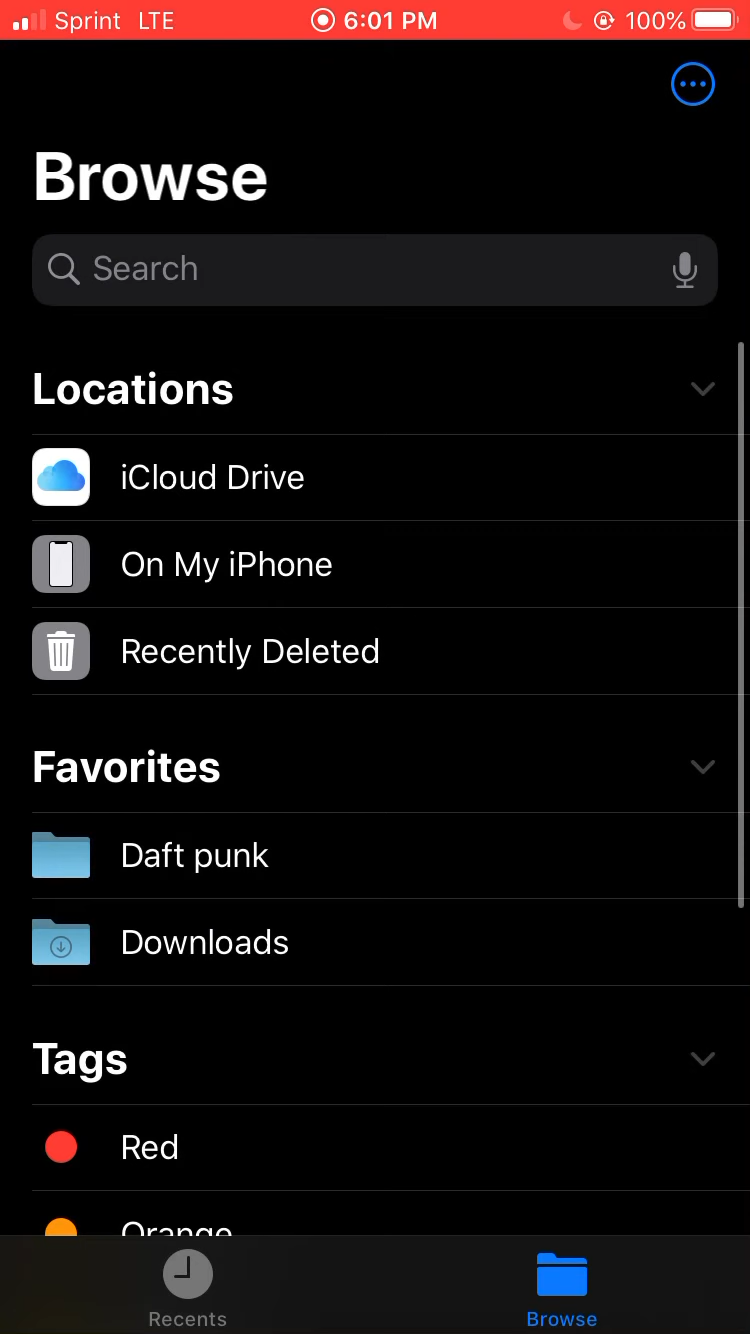 Sprint LTE 6:01 PM 100%
Browse
Search
Locations
iCloud Drive
On My iPhone
Recently Deleted
Favorites
Daft punk
Downloads
Tags
Red
Orange
Recents Browse